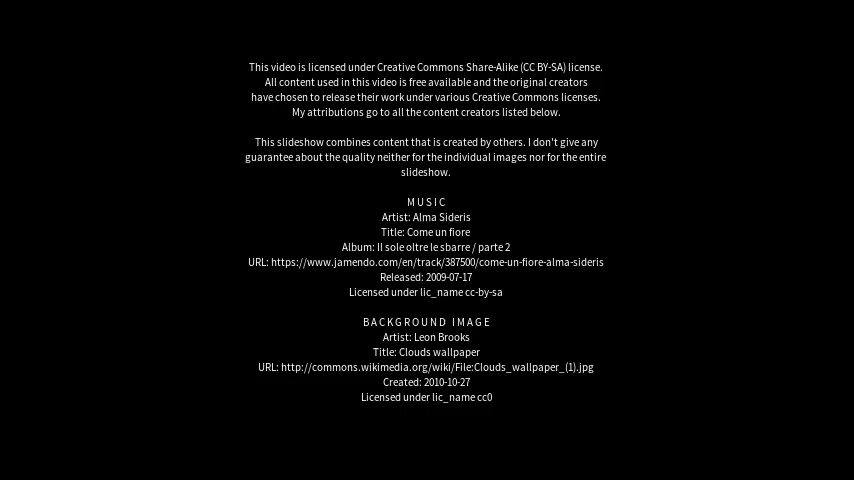 This video is licensed under Creative Commons Share-Alike (CC BY-SA) license.
All content used in this video is free available and the original creators
have chosen to release their work under various Creative Commons licenses.
My attributions go to all the content creators listed below.
This slideshow combines content that is created by others. I don't give any
guarantee about the quality neither for the individual images nor for the entire
slideshow.
MUSIC
Artist: Alma Sideris
Title: Come un fiore
Album: Il sole oltre le sbarre / parte 2
URL: https://www.jamendo.com/en/track/387500/come-un-fiore-alma-sideris
Released: 2009-07-17
Licensed under lic_name cc-by-sa
BACKGROUND IMAGE
Artist: Leon Brooks
Title: Clouds wallpaper
URL: http://commons.wikimedia.org/wiki/File:Clouds_wallpaper_(1).jpg
Created: 2010-10-27
Licensed under lic_name cc0